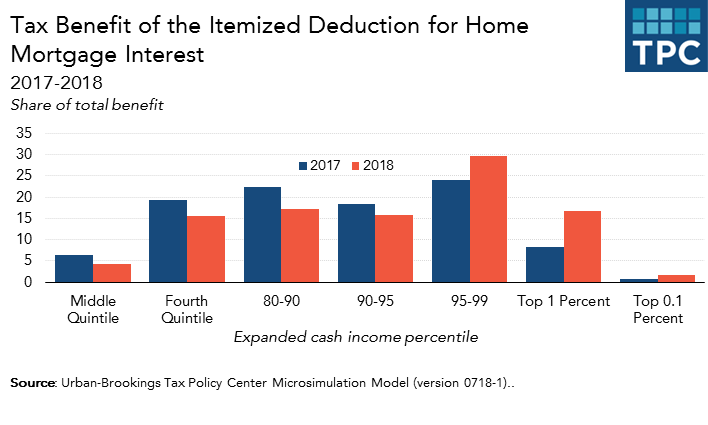 Tax Benefit of the Itemized Deduction for Home
Mortgage Interest
2017-2018
Share of total benefit
TPC
35
30
25
20
15
10
5
0
2017 2018
Middle Quintile
Fourth Quintile
80-90
90-95
95-99
Top 1 Percent
Top 0.1 Percent
Expanded cash income percentile
Source: Urban-Brookings Tax Policy Center Microsimulation Model (version 0718-1)..